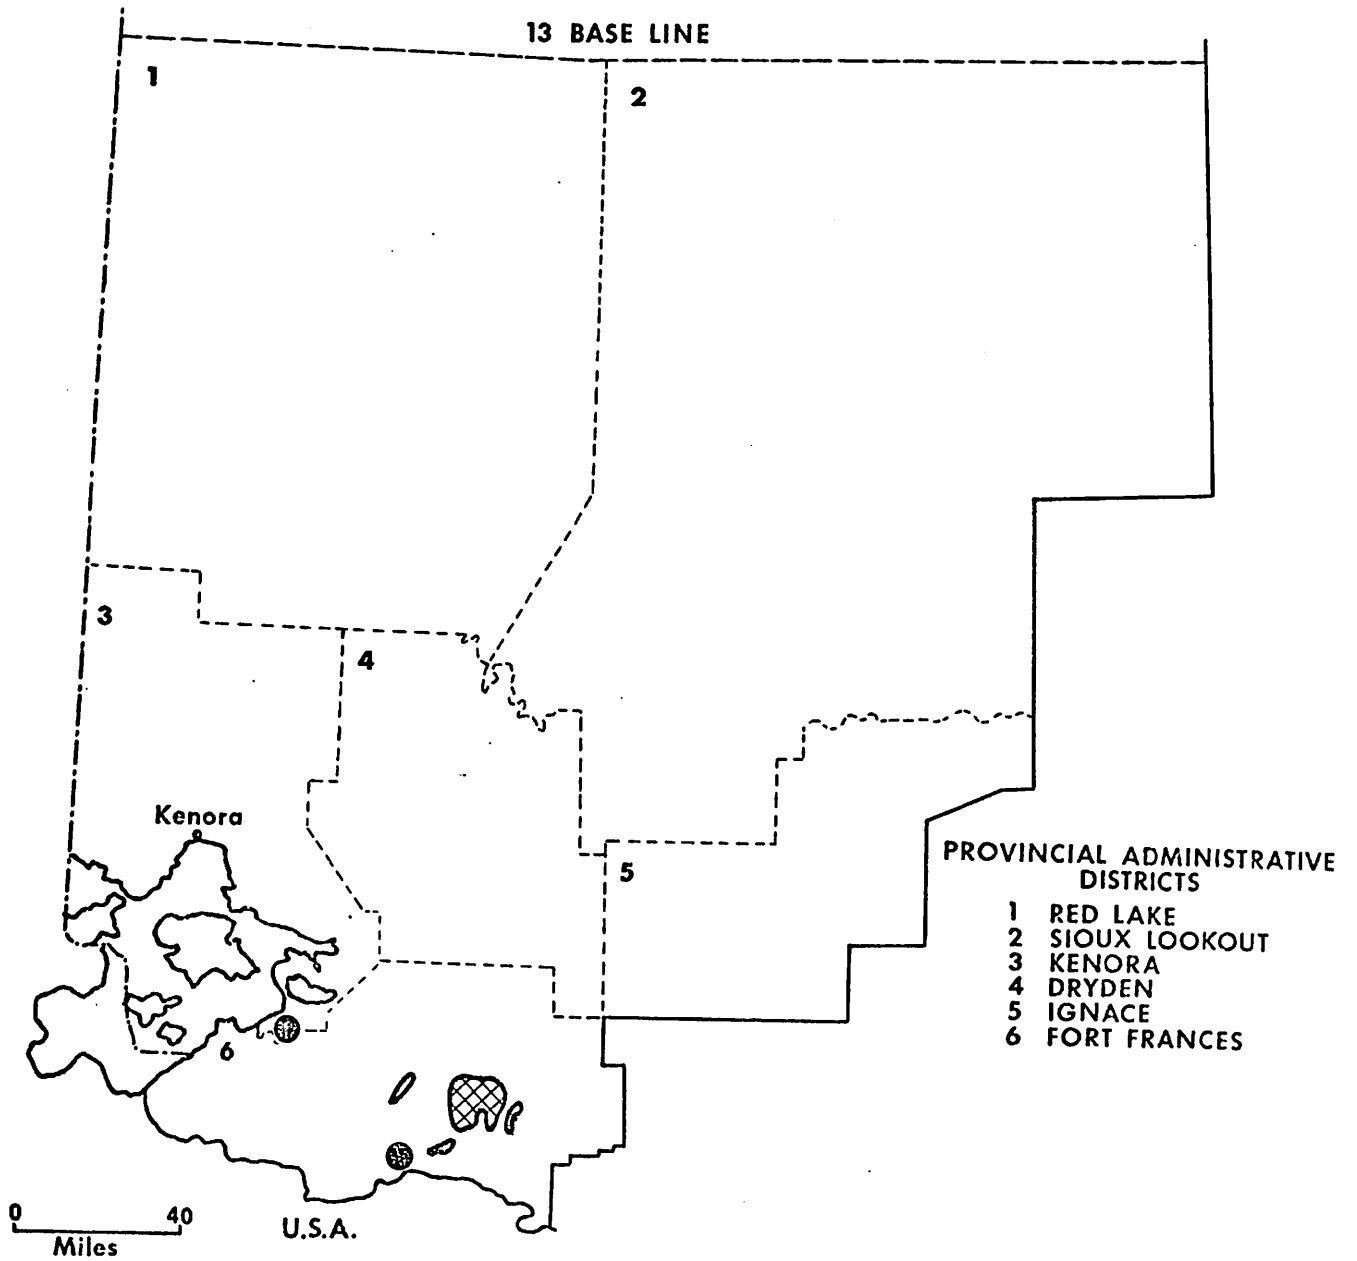 13 BASE LINE
1
2
3
4
Kenora
5
6
PROVINCIAL ADMINISTRATIVE
DISTRICTS
1 RED LAKE
2 SIOUX LOOKOUT
3 KENORA
4 DRYDEN
5 IGNACE
6 FORT FRANCES
0 40
Miles
U.S.A.